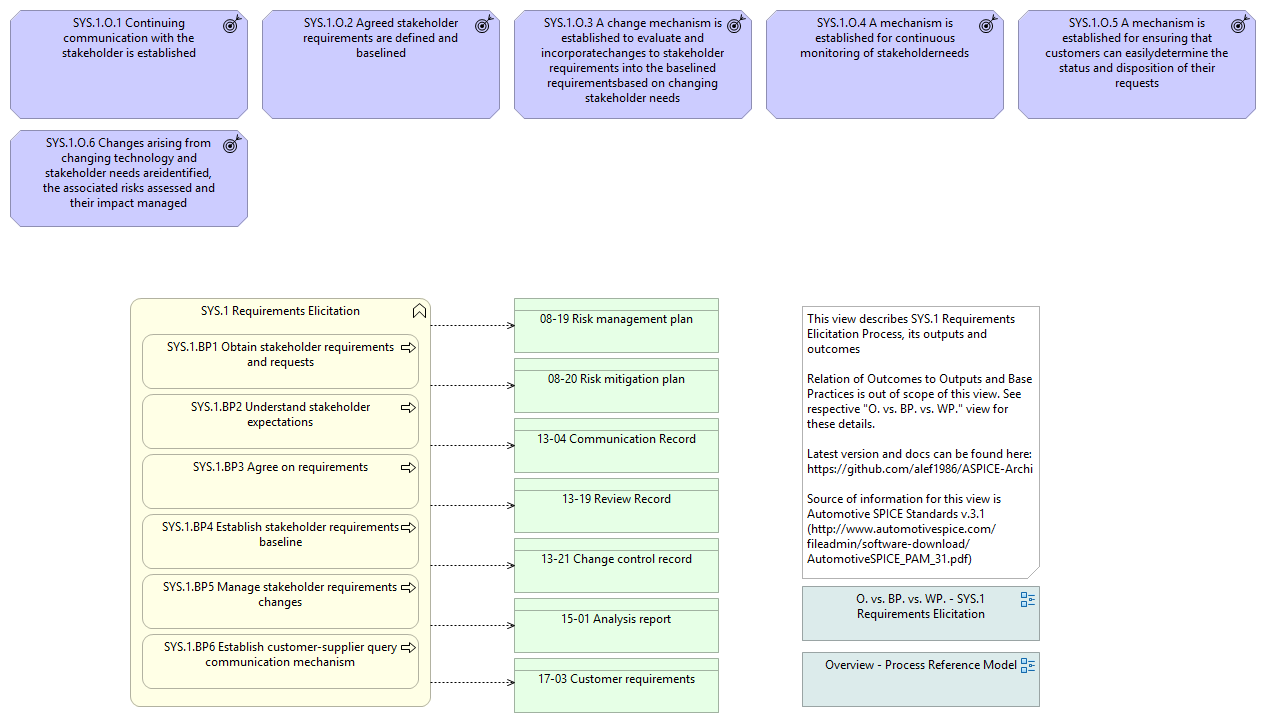 SYS.1.O.1 Continuing
communication with the
stakeholder is established
SYS.1.O.2 Agreed stakeholder
requirements are defined and
baselined
SYS.1.O.3 A change mechanism is
established to evaluate and
incorporatechanges to stakeholder
requirements into the baselined
requirementsbased on changing
stakeholder needs
SYS.1.O.4 A mechanism is
established for continuous
monitoring of stakeholderneeds
SYS.1.O.5 A mechanism is
established for ensuring that
customers can easilydetermine the
status and disposition of their
requests
SYS.1.O.6 Changes arising from
changing technology and
stakeholder needs areidentified,
the associated risks assessed and
their impact managed
SYS.1 Requirements Elicitation
SYS.1.BP1 Obtain stakeholder requirements
and requests
SYS.1.BP2 Understand stakeholder
expectations
SYS.1.BP3 Agree on requirements
SYS.1.BP4 Establish stakeholder requirements
baseline
SYS.1.BP5 Manage stakeholder requirements
changes
SYS.1.BP6 Establish customer-supplier query
communication mechanism
08-19 Risk management plan
08-20 Risk mitigation plan
13-04 Communication Record
13-19 Review Record
13-21 Change control record
15-01 Analysis report
17-03 Customer requirements
This view describes SYS.1 Requirements
Elicitation Process, its outputs and
outcomes
Relation of Outcomes to Outputs and Base
Practices is out of scope of this view. See
respective "O. vs. BP. vs. WP." view for
these details.
Latest version and docs can be found here:
https://github.com/alef1986/ASPICE-Archi
Source of information for this view is
Automotive SPICE Standards v.3.1
(http://www.automotivespice.com/
fileadmin/software-download/
AutomotiveSPICE_PAM_31.pdf)
O. vs. BP. vs. WP. - SYS.1
Requirements Elicitation
Overview - Process Reference Model